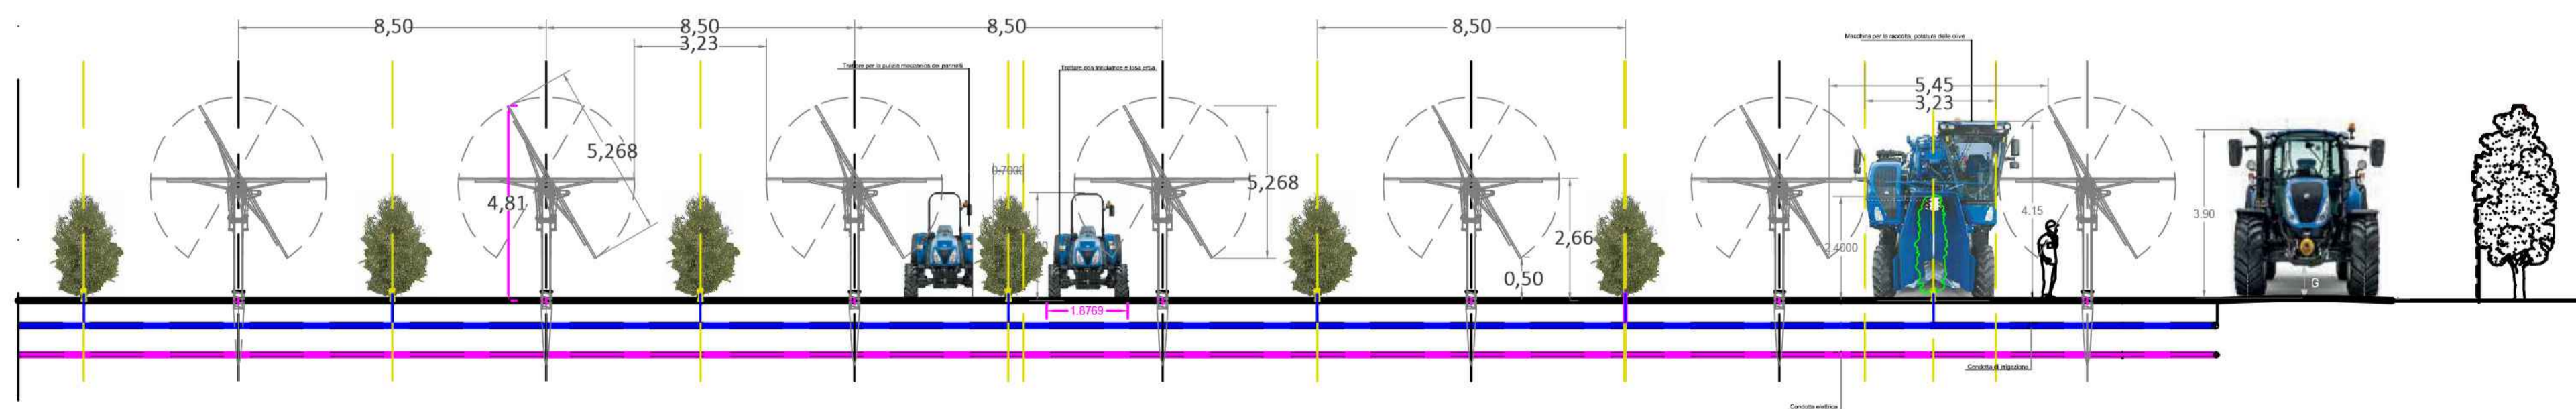 8,50
8,50
8,50
8,50
3,23
Trattore per la pulizia meccanica dei pannelli
Trattore con trinciatrice e tosa erba
Macchina per la raccolta, potatura delle olive
5,45
3,23
5,268
4,81
0.7000
5,268
2,66
0,50
2.4000
4.15
3.90
G
1.8769
Condotta di irrigazione
Condotta elettrica